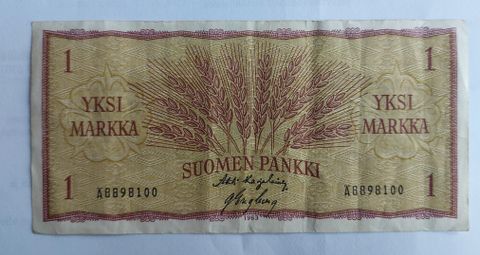 1
1
YKSI
MARKKA
YKSI
MARKKA
SUOMEN PANKKI
1
1
A8898100
A8898100
1963